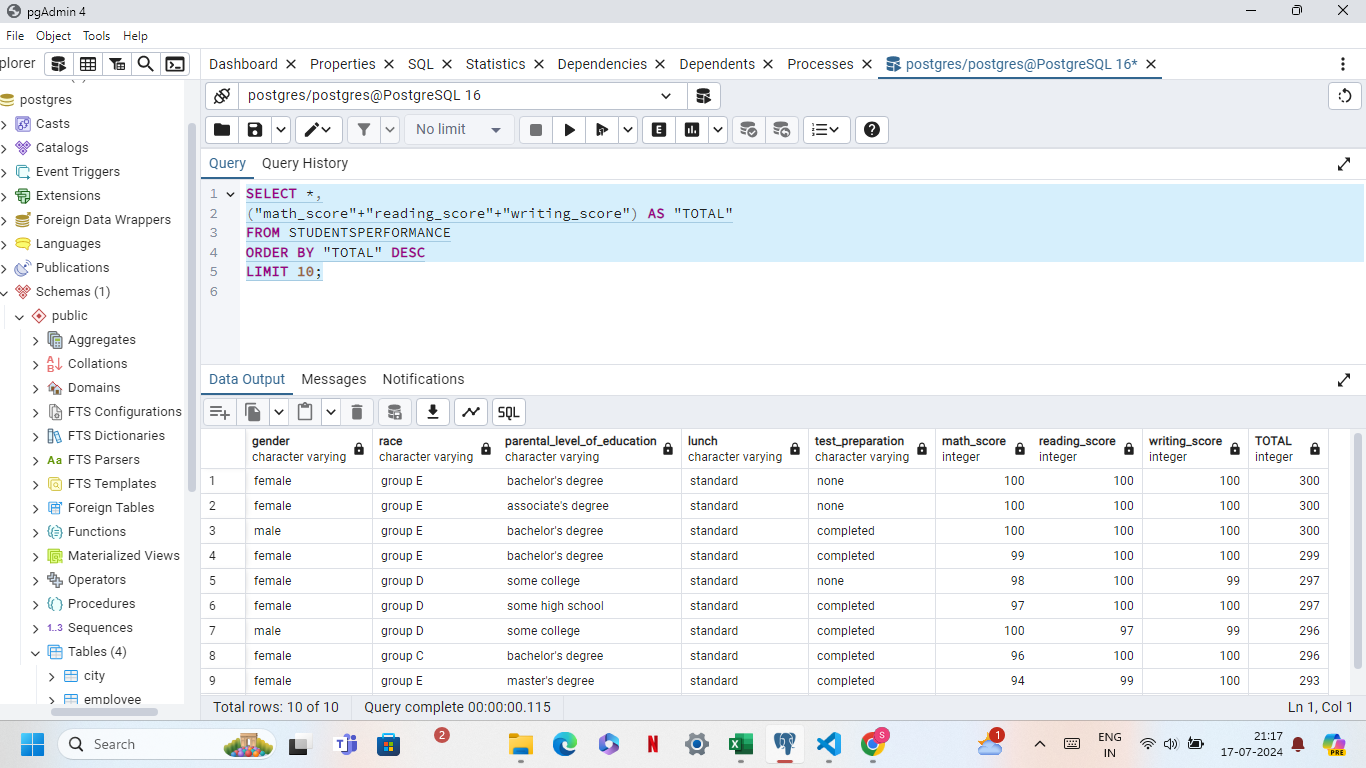 pgAdmin 4
File Object Tools Help
plorer
Dashboard Properties SQL Statistics Dependencies Dependents Processes postgres/postgres@PostgreSQL 16*
postgres
Casts
Catalogs
Event Triggers
Extensions
Foreign Data Wrappers
Languages
Publications
Schemas (1)
public
Aggregates
Collations
Domains
FTS Configurations
FTS Dictionaries
Aa FTS Parsers
FTS Templates
Foreign Tables
Functions
Materialized Views
Operators
Procedures
1..3 Sequences
Tables (4)
city
employee
postgres/postgres@PostgreSQL 16
No limit
E
Query Query History
1 SELECT *,
2 ("math_score"+"reading_score"+"writing_score") AS "TOTAL"
3 FROM STUDENTSPERFORMANCE
4 ORDER BY "TOTAL" DESC
5 LIMIT 10;
6
Data Output Messages Notifications
SQL
gender race parental_level_of_education lunch test_preparation math_score reading_score writing_score TOTAL
character varying character varying character varying character varying character varying integer integer integer integer
1 female group E bachelor's degree standard none 100 100 100 300
2 female group E associate's degree standard none 100 100 100 300
3 male group E bachelor's degree standard completed 100 100 100 300
4 female group E bachelor's degree standard completed 99 100 100 299
5 female group D some college standard none 98 100 99 297
6 female group D some high school standard completed 97 100 100 297
7 male group D some college standard completed 100 97 99 296
8 female group C bachelor's degree standard completed 96 100 100 296
9 female group E master's degree standard completed 94 99 100 293
Total rows: 10 of 10 Query complete 00:00:00.115 Ln 1, Col 1
Search 2 N S 1 ENG IN 21:17 PRE
17-07-2024